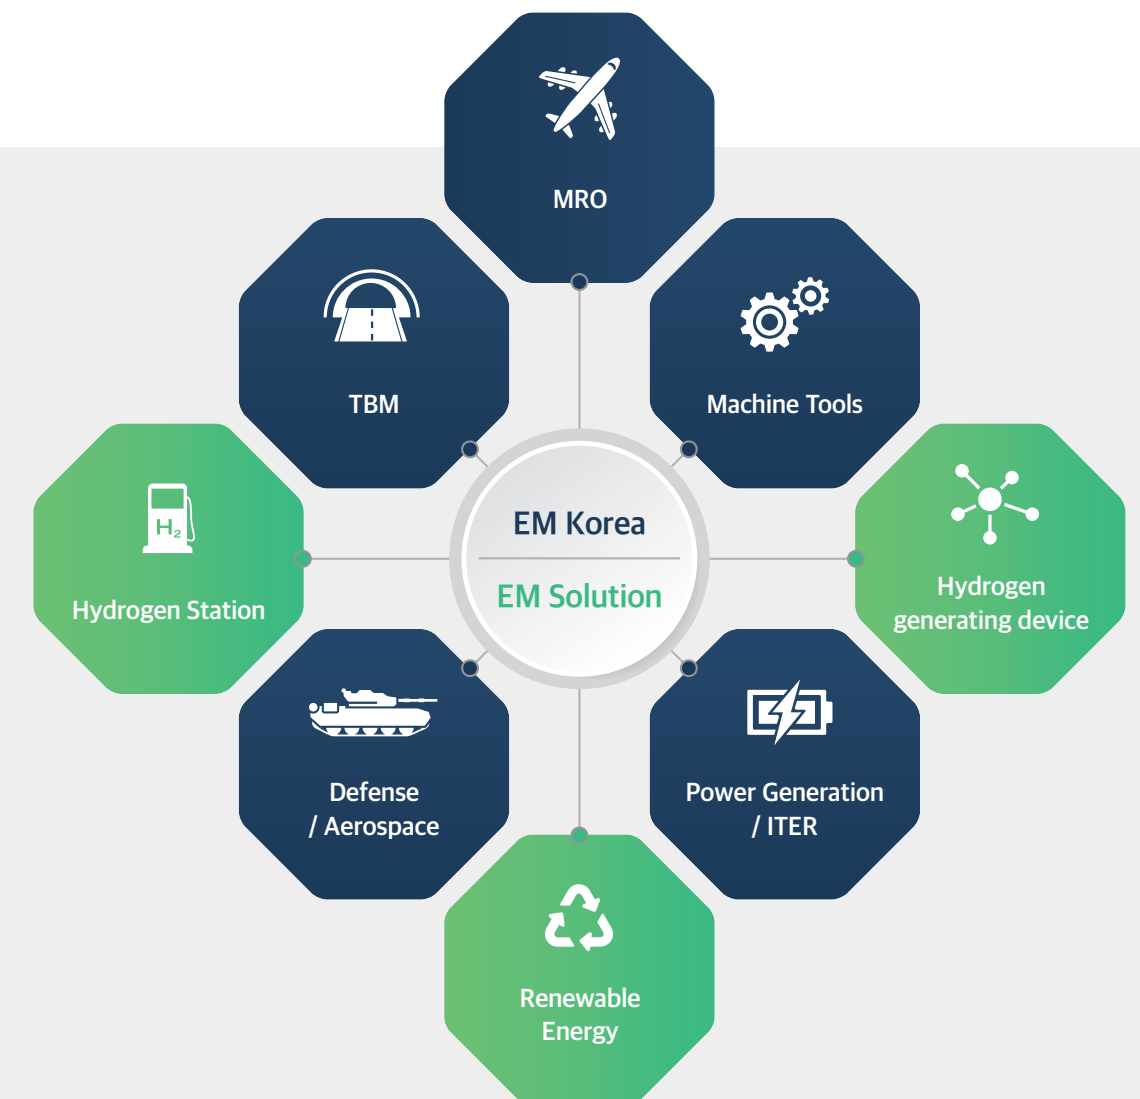 MRO
TBM
Machine Tools
H₂
Hydrogen Station
EM Korea
EM Solution
Hydrogen
generating device
Defense
/ Aerospace
Power Generation
/ ITER
Renewable
Energy